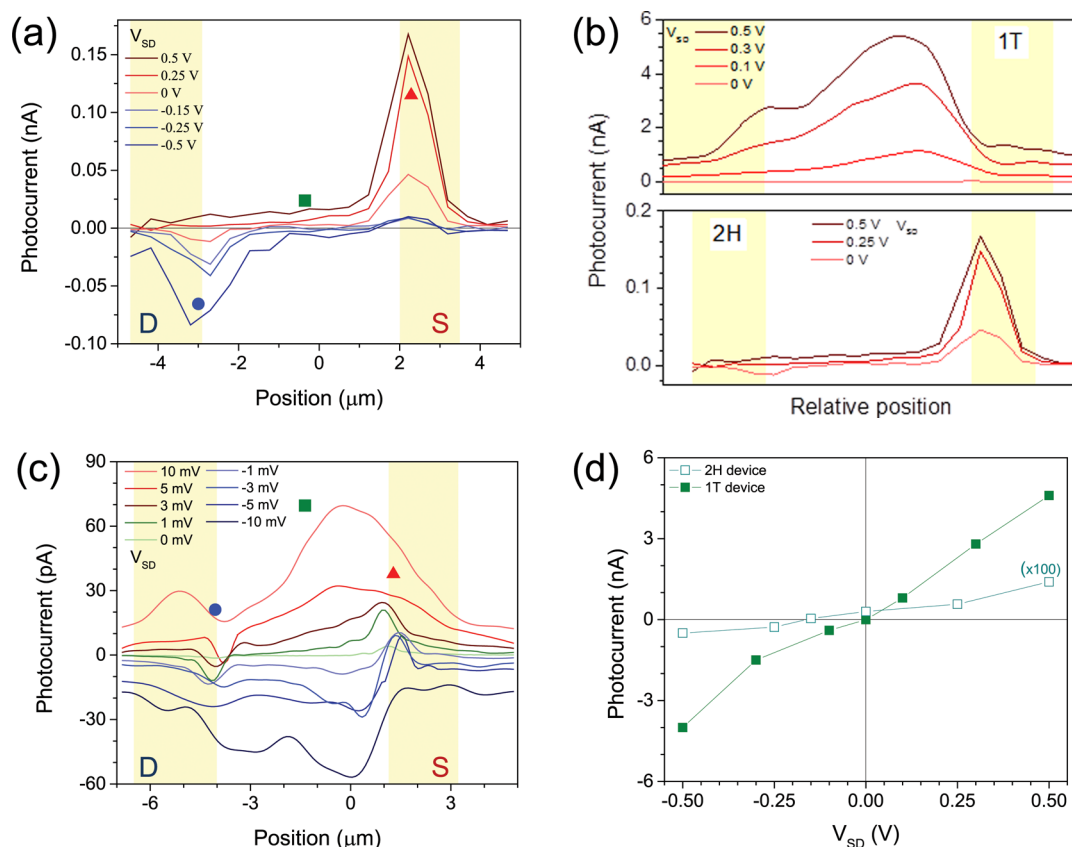 (a)
V_SD
0.5 V
0.25 V
0 V
-0.15 V
-0.25 V
-0.5 V
0.15
0.10
0.05
0.00
-0.05
-0.10
Photocurrent (nA)
D
S
-4
-2
0
2
4
Position (μm)
(b)
V_SD
0.5 V
0.3 V
0.1 V
0 V
1T
6
4
2
0
Photocurrent (nA)
2H
0.5 V V_SD
0.25 V
0 V
0.2
0.1
0.0
Relative position
(c)
10 mV
5 mV
3 mV
1 mV
0 mV
V_SD
-1 mV
-3 mV
-5 mV
-10 mV
90
60
30
0
-30
-60
Photocurrent (pA)
D
S
-6
-3
0
3
Position (μm)
(d)
2H device
1T device
(x100)
6
3
0
-3
-6
Photocurrent (nA)
-0.50
-0.25
0.00
0.25
0.50
V_SD (V)